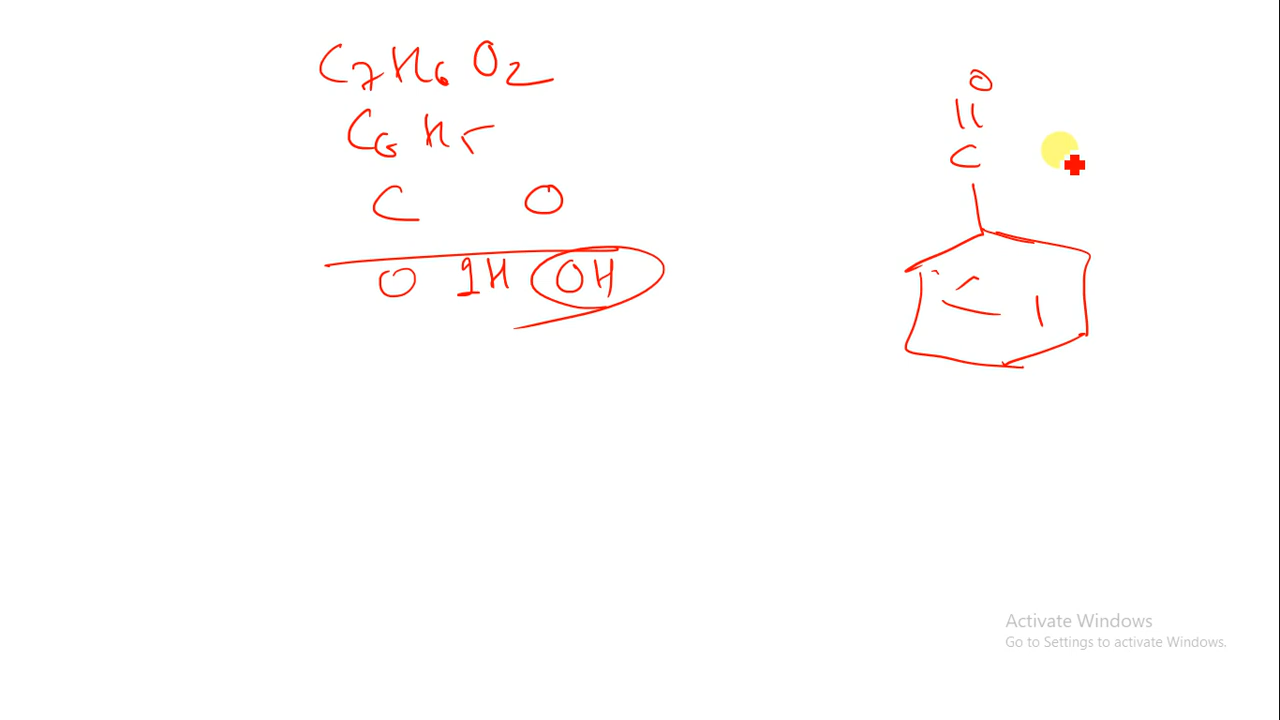 C7H6O2
C6H5
C O
O 1H OH
O
C
Activate Windows
Go to Settings to activate Windows.